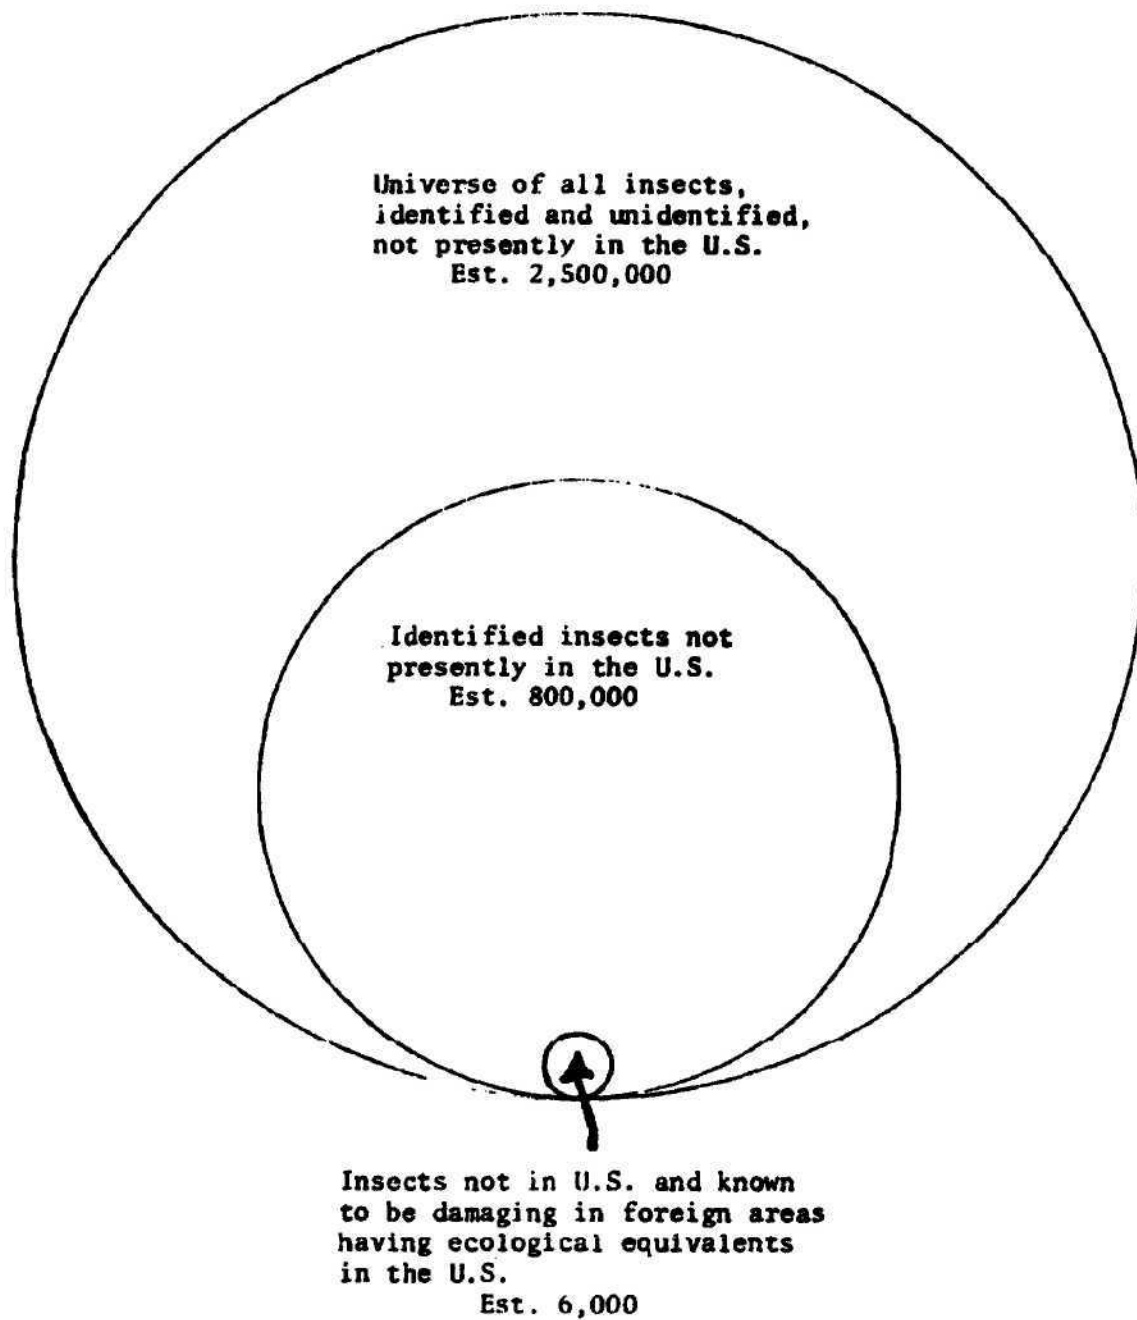 Universe of all insects,
identified and unidentified,
not presently in the U.S.
Est. 2,500,000
Identified insects not
presently in the U.S.
Est. 800,000
Insects not in U.S. and known
to be damaging in foreign areas
having ecological equivalents
in the U.S.
Est. 6,000